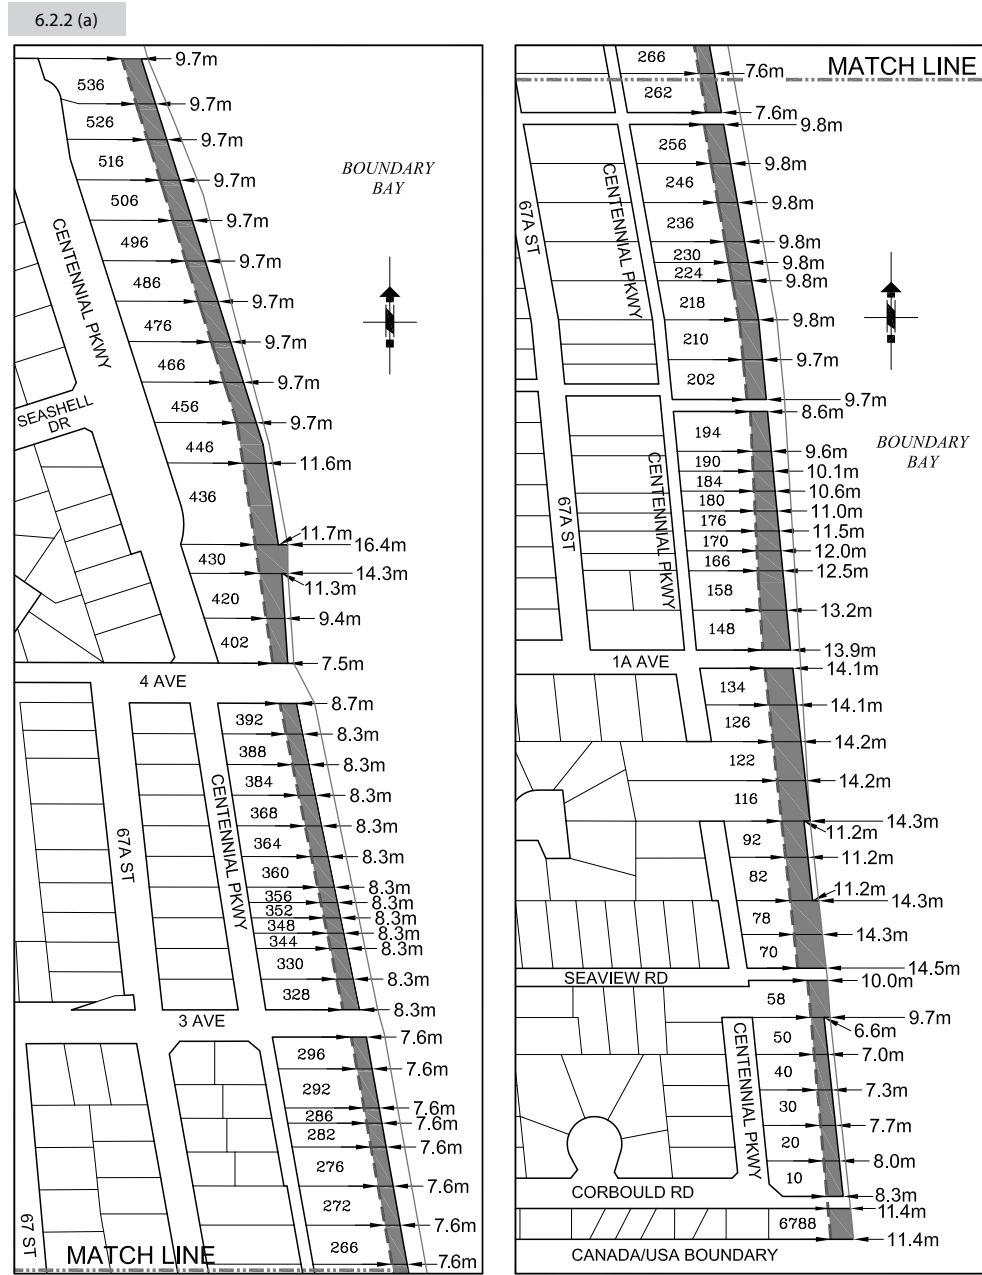 6.2.2 (a)
9.7m
536
9.7m
526
9.7m
516
9.7m
506
9.7m
496
9.7m
486
9.7m
476
9.7m
466
9.7m
456
9.7m
446
11.6m
436
11.7m
16.4m
430
14.3m
11.3m
420
9.4m
402
7.5m
BOUNDARY
BAY
CENTENNIAL PKWY
SEASHELL
DR
4 AVE
8.7m
392
8.3m
388
8.3m
384
8.3m
368
8.3m
364
8.3m
360
8.3m
356
8.3m
352
8.3m
348
8.3m
344
8.3m
330
8.3m
328
8.3m
CENTENNIAL PKWY
67A ST
3 AVE
7.6m
296
7.6m
292
7.6m
286
7.6m
282
7.6m
276
7.6m
272
7.6m
266
7.6m
67 ST
MATCH LINE
266
7.6m
MATCH LINE
262
7.6m
9.8m
256
9.8m
246
9.8m
236
9.8m
230
9.8m
224
9.8m
218
9.8m
210
9.7m
202
9.7m
67A ST
CENTENNIAL PKWY
8.6m
194
9.6m
190
10.1m
184
10.6m
180
11.0m
176
11.5m
170
12.0m
166
12.5m
158
13.2m
148
13.9m
BOUNDARY
BAY
67A ST
CENTENNIAL PKWY
1A AVE
14.1m
134
14.1m
126
14.2m
122
14.2m
116
14.3m
11.2m
92
11.2m
82
11.2m
14.3m
78
14.3m
70
14.5m
SEAVIEW RD
10.0m
58
9.7m
6.6m
50
7.0m
40
7.3m
30
7.7m
20
8.0m
10
8.3m
CENTENNIAL PKWY
CORBOULD RD
11.4m
6788
11.4m
CANADA/USA BOUNDARY